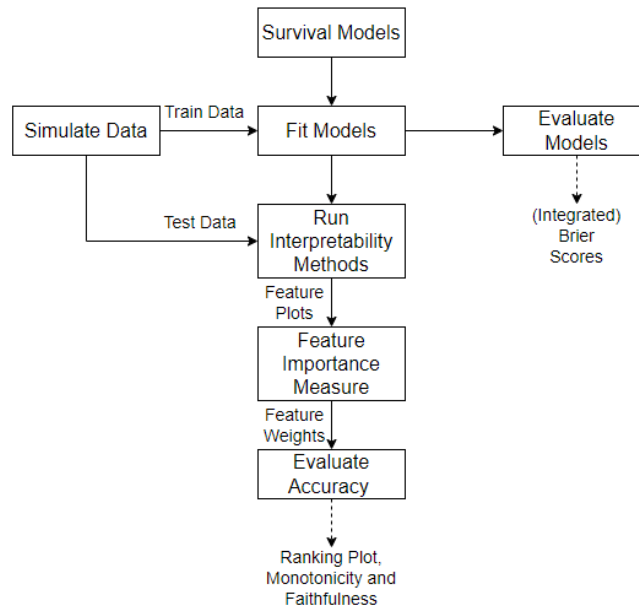 Survival Models
Train Data
Simulate Data
Fit Models
Evaluate
Models
Test Data
Run
Interpretability
Methods
(Integrated)
Brier
Scores
Feature
Plots
Feature
Importance
Measure
Feature
Weights
Evaluate
Accuracy
Ranking Plot,
Monotonicity and
Faithfulness